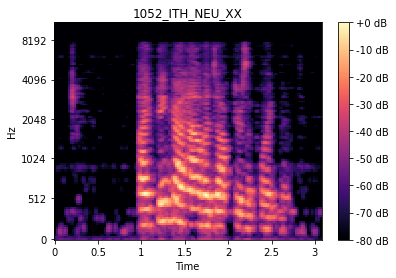 1052_ITH_NEU_XX
8192
4096
2048
1024
512
0
Hz
0 0.5 1 1.5 2 2.5 3
Time
+0 dB
-10 dB
-20 dB
-30 dB
-40 dB
-50 dB
-60 dB
-70 dB
-80 dB